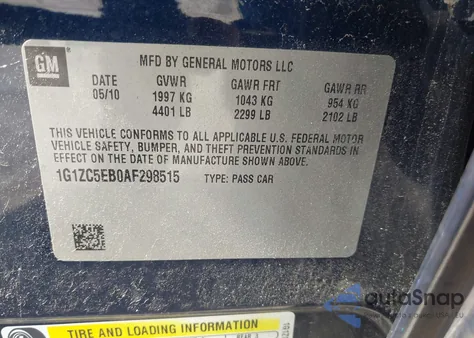 GM
MFD BY GENERAL MOTORS LLC
DATE GVWR GAWR FRT GAWR RR
05/10 1997 KG 1043 KG 954 KG
4401 LB 2299 LB 2102 LB
THIS VEHICLE CONFORMS TO ALL APPLICABLE U.S. FEDERAL MOTOR
VEHICLE SAFETY, BUMPER, AND THEFT PREVENTION STANDARDS IN
EFFECT ON THE DATE OF MANUFACTURE SHOWN ABOVE.
1G1ZC5EB0AF298515 TYPE: PASS CAR
autoSnap
TIRE AND LOADING INFORMATION